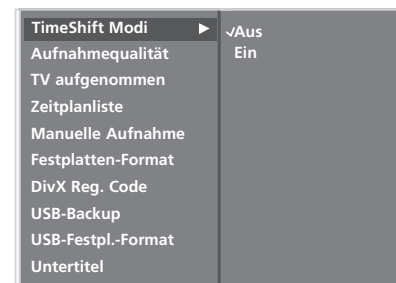 TimeShift Modi ▶ ✓Aus
Aufnahmequalität Ein
TV aufgenommen
Zeitplanliste
Manuelle Aufnahme
Festplatten-Format
DivX Reg. Code
USB-Backup
USB-Festpl.-Format
Untertitel